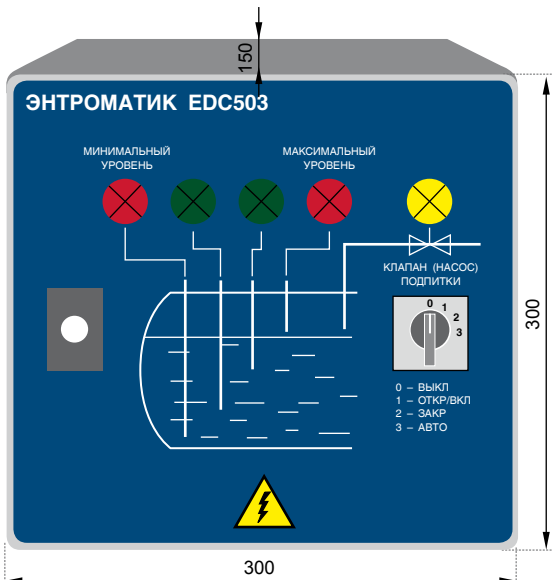 150
ЭНТРОМАТИК EDC503
МИНИМАЛЬНЫЙ
УРОВЕНЬ
МАКСИМАЛЬНЫЙ
УРОВЕНЬ
КЛАПАН (НАСОС)
ПОДПИТКИ
0
1
2
3
0 – ВЫКЛ
1 – ОТКР/ВКЛ
2 – ЗАКР
3 – АВТО
300
300